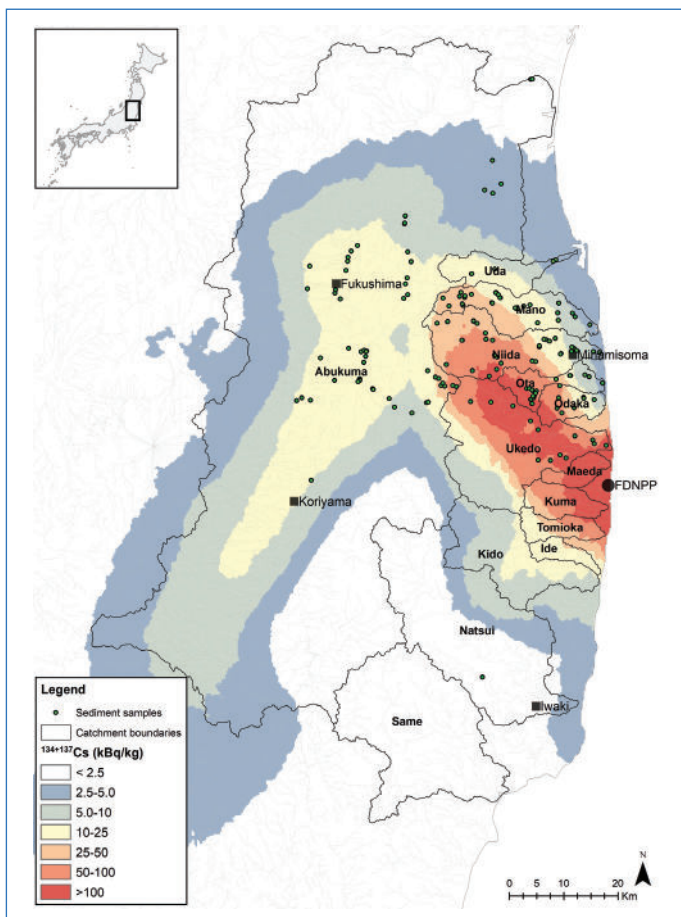 Uda
Fukushima
Mano
Minamisoma
Niida
Abukuma
Ota
Odaka
Ukedo
Maeda
FDNPP
Kuma
Koriyama
Tomioka
Ide
Kido
Natsui
Legend
Sediment samples
Iwaki
Catchment boundaries
Same
134+137Cs (kBq/kg)
< 2.5
2.5-5.0
5.0-10
10-25
25-50
50-100
>100
N
0 5 10 15 20
Km